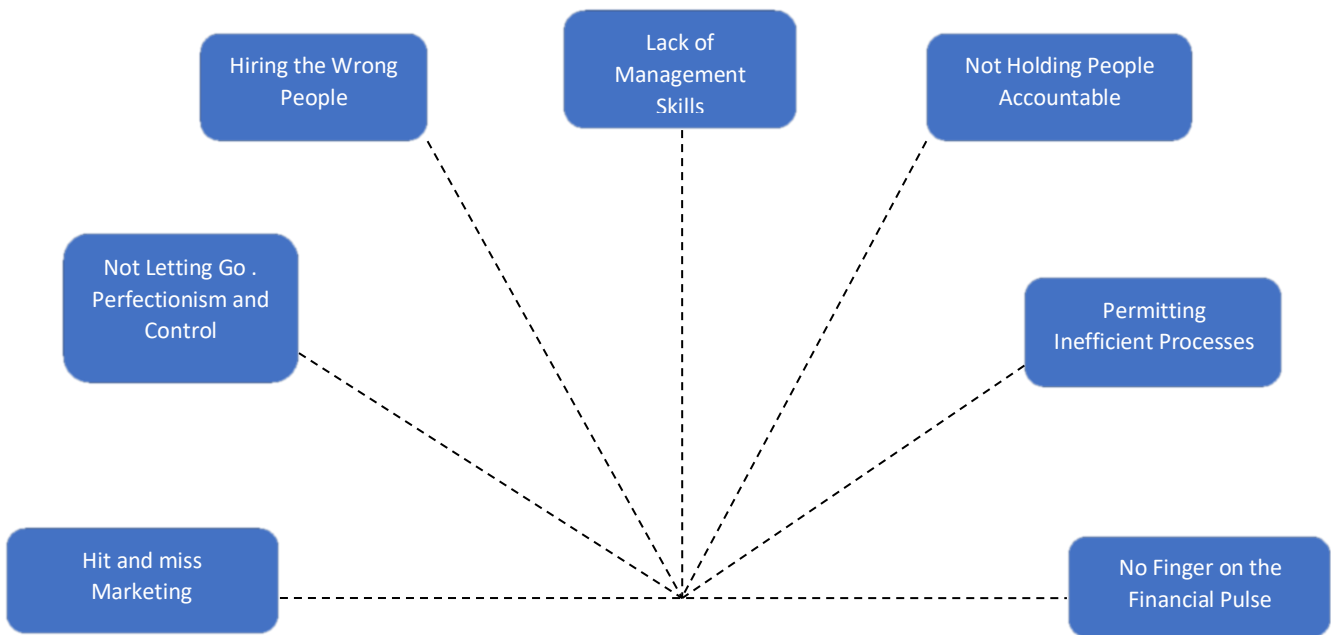 Lack of
Management
Skills
Hiring the Wrong
People
Not Holding People
Accountable
Not Letting Go .
Perfectionism and
Control
Permitting
Inefficient Processes
Hit and miss
Marketing
No Finger on the
Financial Pulse